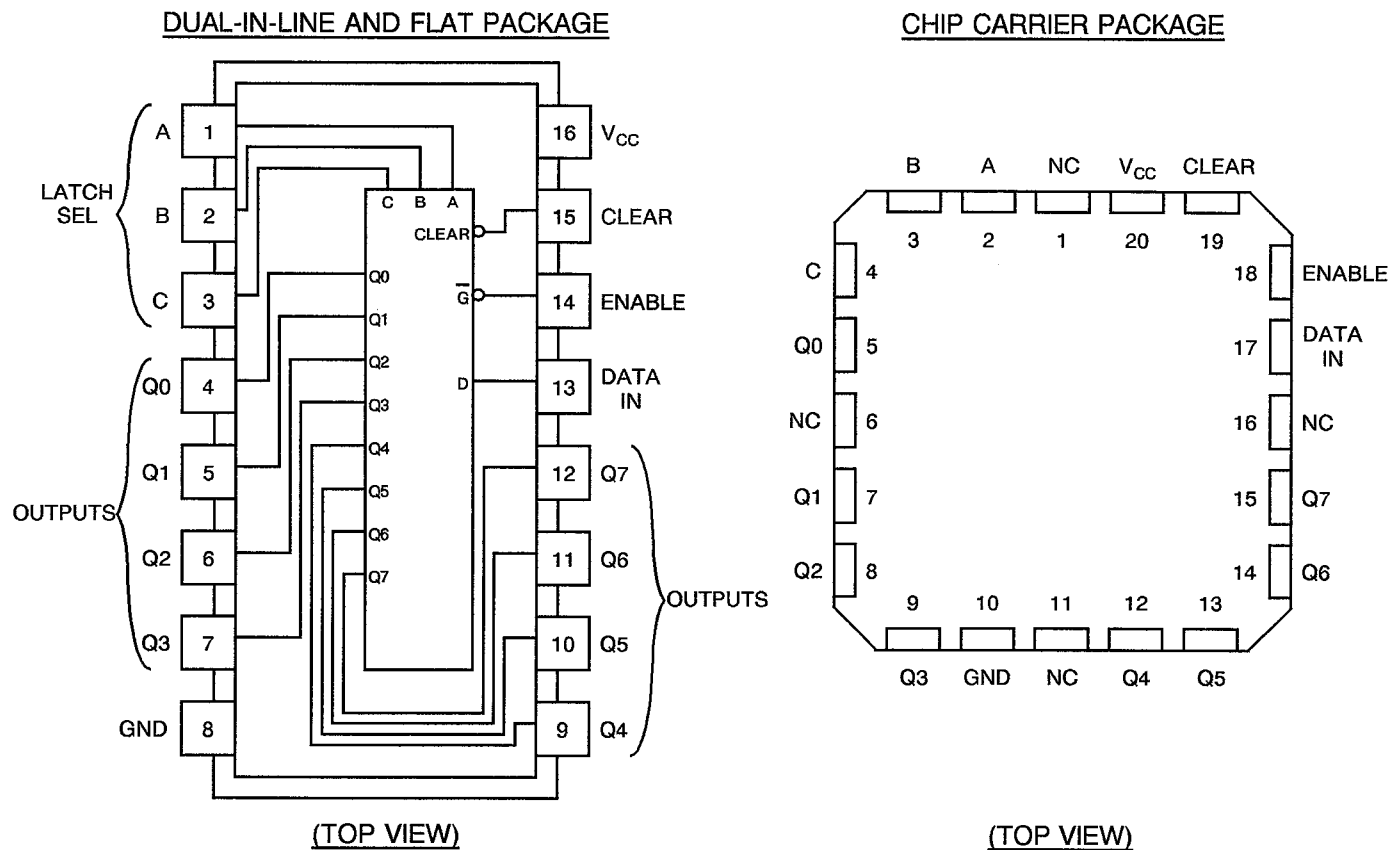 DUAL-IN-LINE AND FLAT PACKAGE
A 1
LATCH
SEL
B 2
C 3
Q0 4
Q1 5
OUTPUTS
Q2 6
Q3 7
GND 8
C B A
CLEAR
Q0
G̅
Q1
Q2
D
Q3
Q4
Q5
Q6
Q7
16 VCC
15 CLEAR
14 ENABLE
13 DATA
IN
12 Q7
11 Q6
OUTPUTS
10 Q5
9 Q4
(TOP VIEW)
CHIP CARRIER PACKAGE
B A NC VCC CLEAR
3 2 1 20 19
C 4
Q0 5
NC 6
Q1 7
Q2 8
18 ENABLE
17 DATA
IN
16 NC
15 Q7
14 Q6
9 10 11 12 13
Q3 GND NC Q4 Q5
(TOP VIEW)